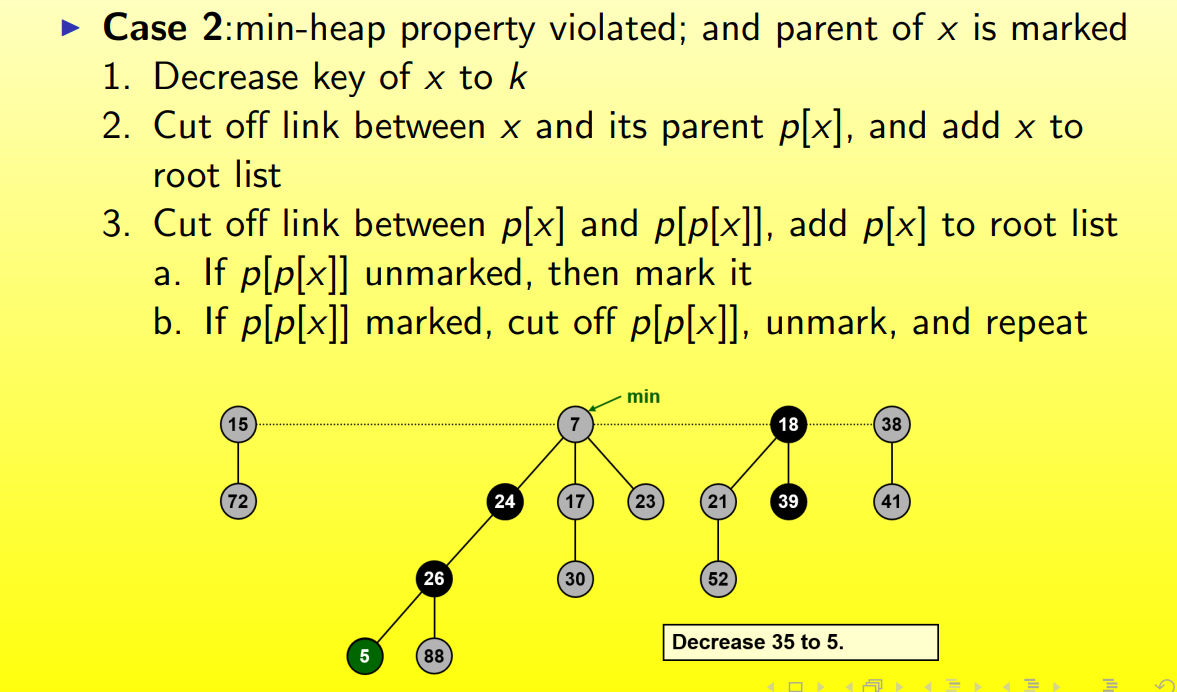 Case 2:min-heap property violated; and parent of x is marked
1. Decrease key of x to k
2. Cut off link between x and its parent p[x], and add x to
root list
3. Cut off link between p[x] and p[p[x]], add p[x] to root list
a. If p[p[x]] unmarked, then mark it
b. If p[p[x]] marked, cut off p[p[x]], unmark, and repeat
min
15 7 18 38
72 24 17 23 21 39 41
26 30 52
5 88
Decrease 35 to 5.